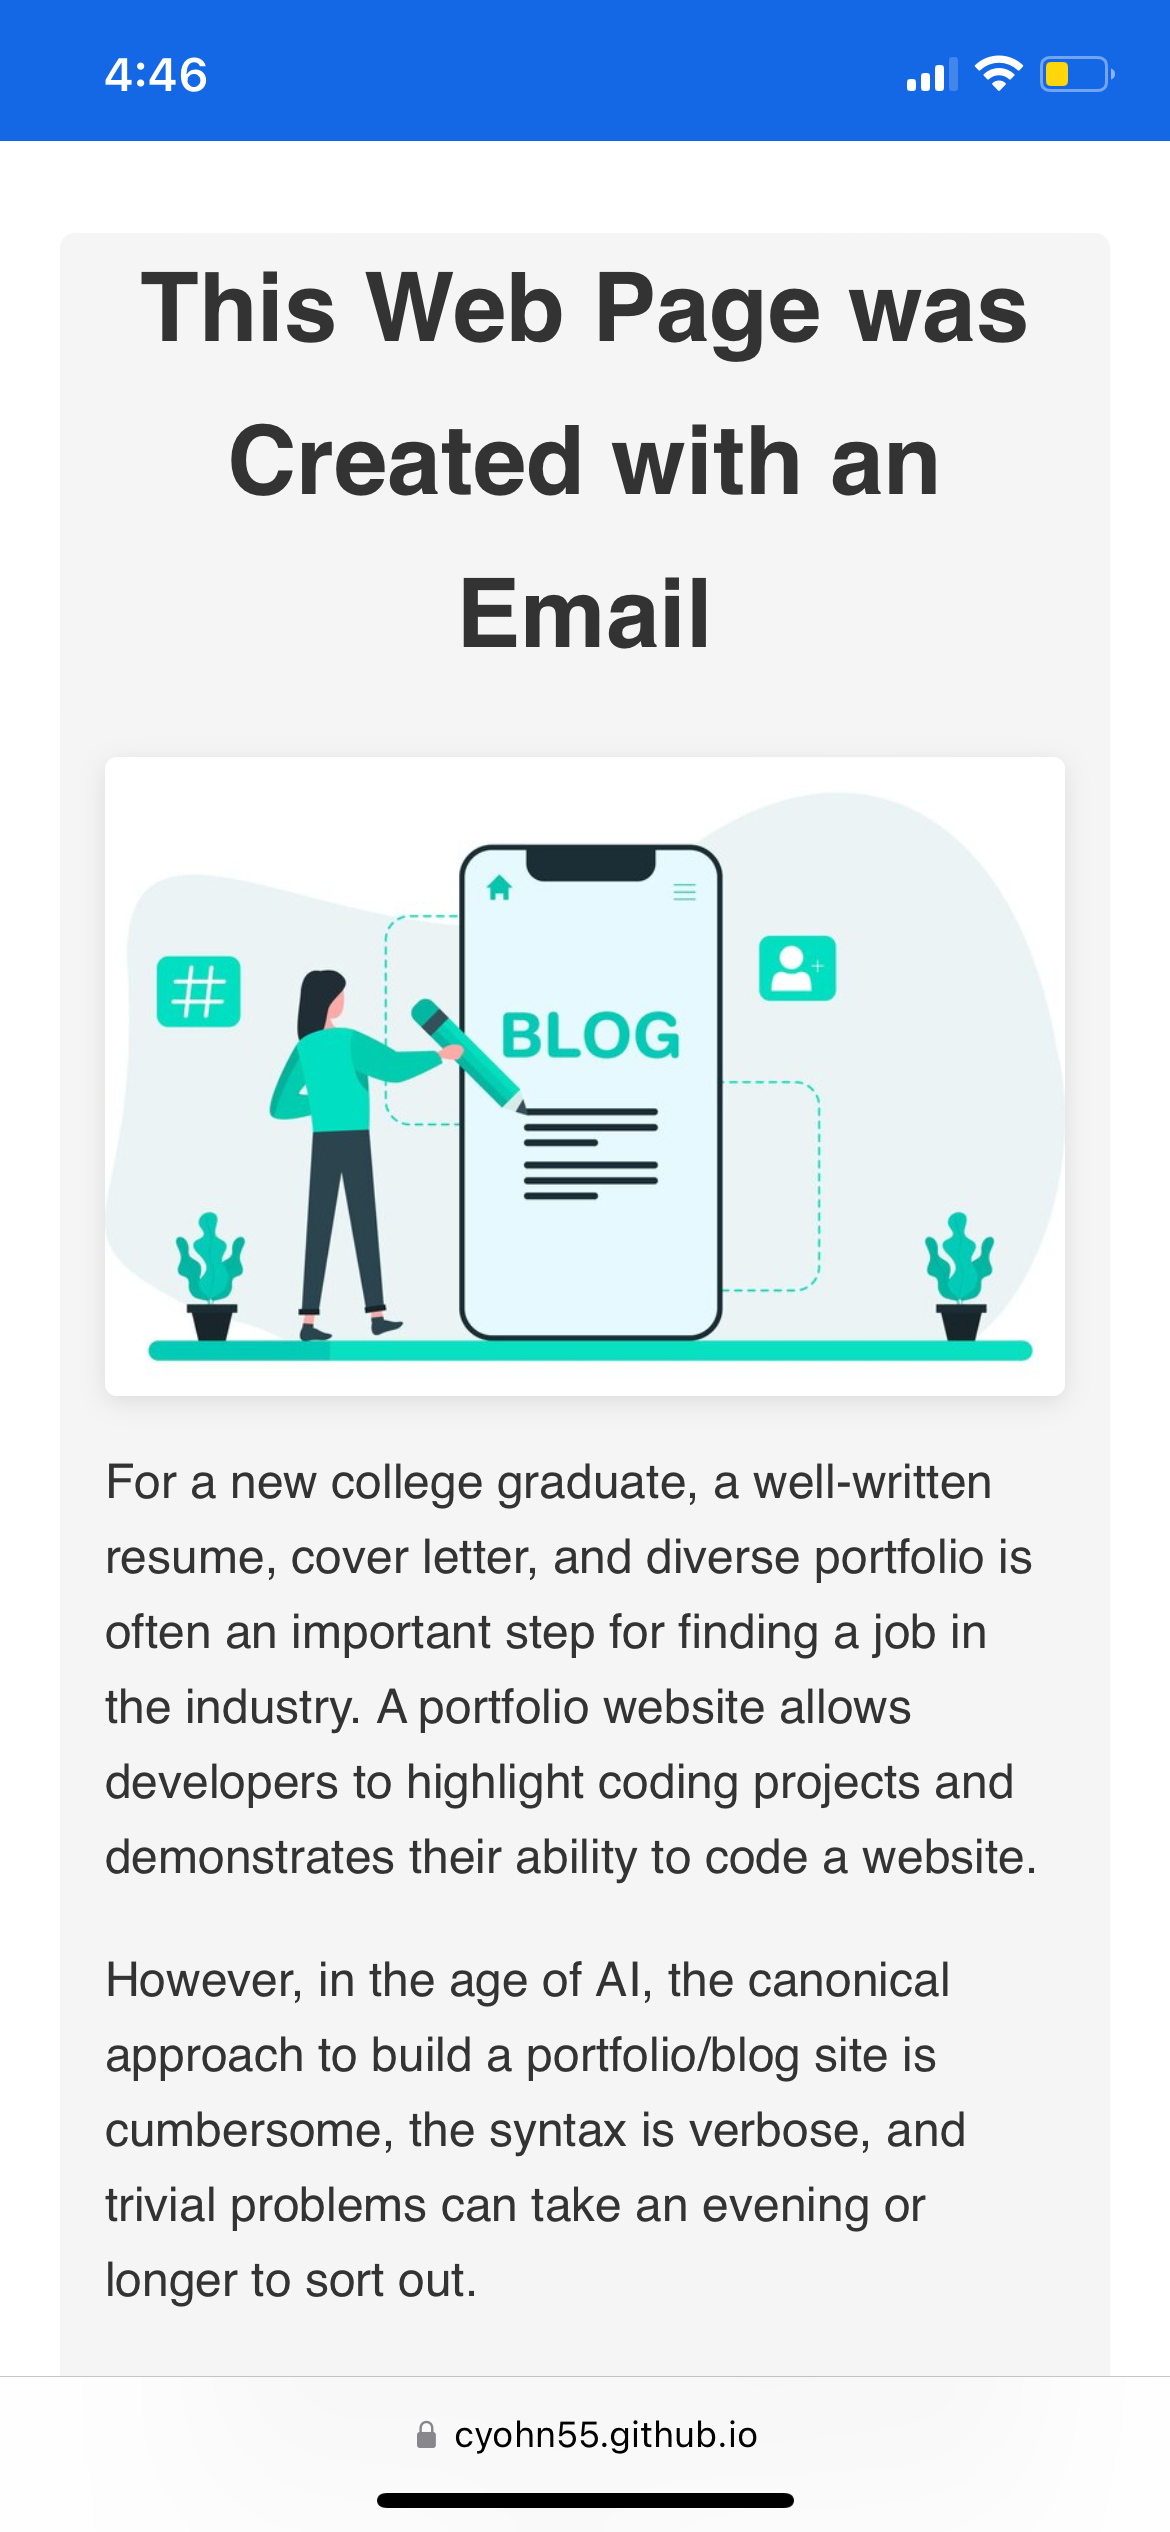 4:46
This Web Page was
Created with an
Email
#
BLOG
For a new college graduate, a well-written
resume, cover letter, and diverse portfolio is
often an important step for finding a job in
the industry. A portfolio website allows
developers to highlight coding projects and
demonstrates their ability to code a website.
However, in the age of AI, the canonical
approach to build a portfolio/blog site is
cumbersome, the syntax is verbose, and
trivial problems can take an evening or
longer to sort out.
cyohn55.github.io